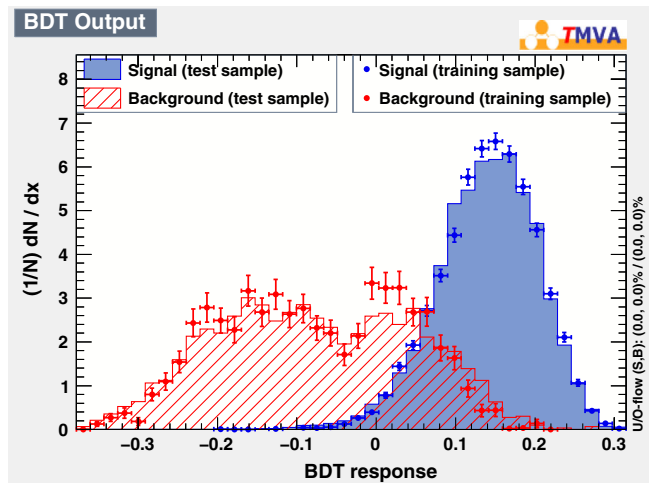 BDT Output
TMVA
Signal (test sample)
Background (test sample)
Signal (training sample)
Background (training sample)
(1/N) dN / dx
8
7
6
5
4
3
2
1
0
−0.3 −0.2 −0.1 0 0.1 0.2 0.3
BDT response
U/O-flow (S,B): (0.0, 0.0)% / (0.0, 0.0)%